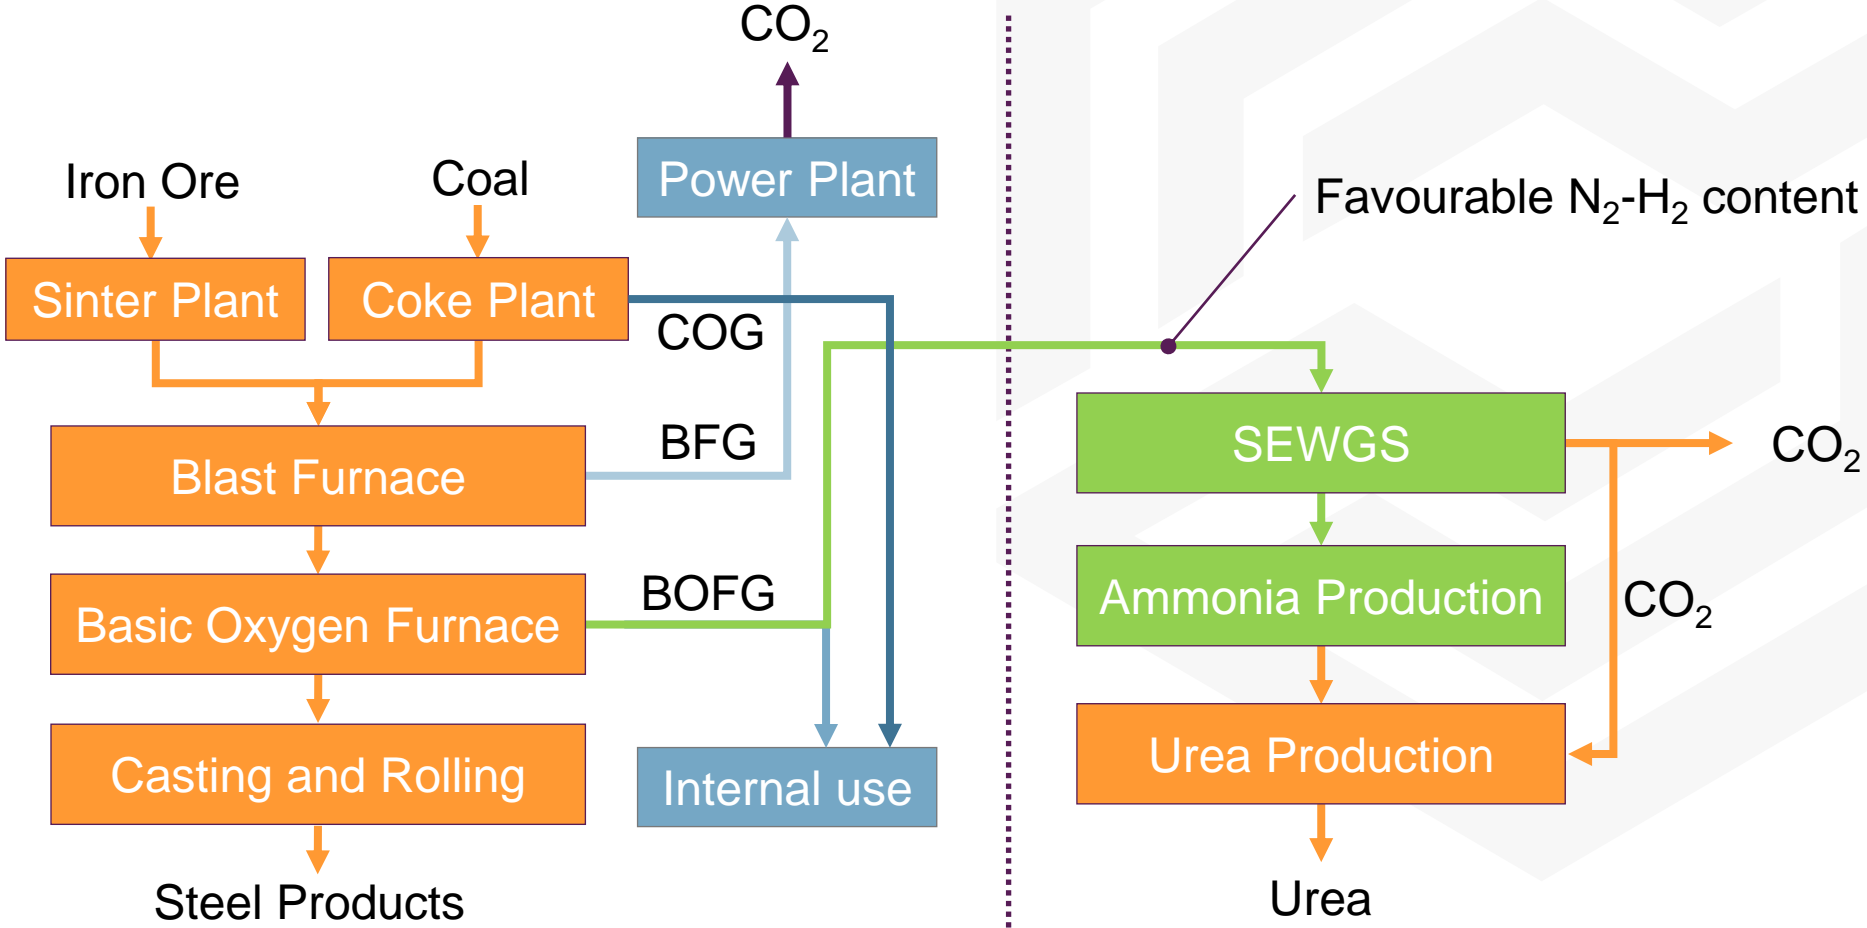 CO₂
Iron Ore
Coal
Power Plant
Favourable N₂-H₂ content
Sinter Plant
Coke Plant
COG
BFG
Blast Furnace
SEWGS
CO₂
BOFG
Basic Oxygen Furnace
Ammonia Production
CO₂
Casting and Rolling
Internal use
Urea Production
Steel Products
Urea